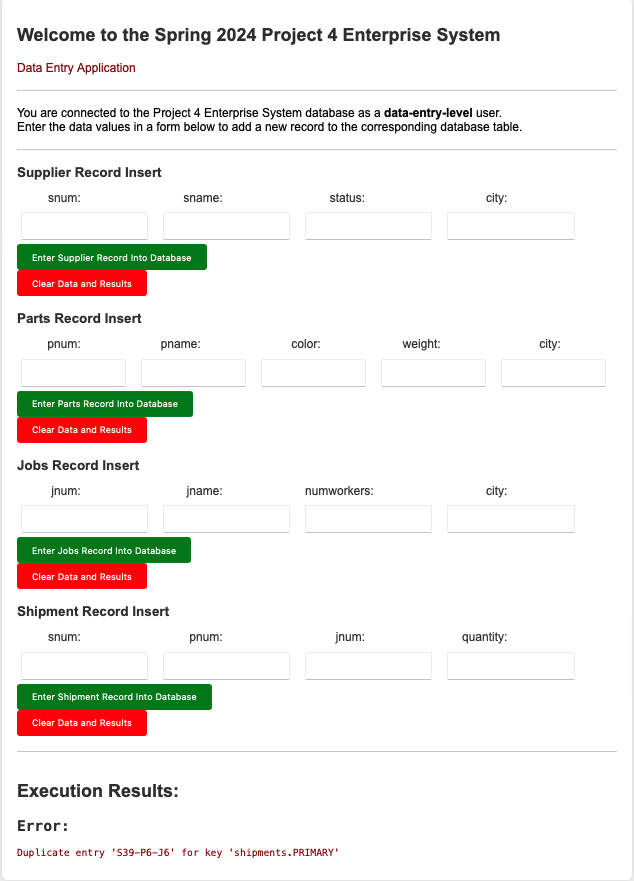 Welcome to the Spring 2024 Project 4 Enterprise System
Data Entry Application
You are connected to the Project 4 Enterprise System database as a data-entry-level user.
Enter the data values in a form below to add a new record to the corresponding database table.
Supplier Record Insert
snum: sname: status: city:
Enter Supplier Record Into Database
Clear Data and Results
Parts Record Insert
pnum: pname: color: weight: city:
Enter Parts Record Into Database
Clear Data and Results
Jobs Record Insert
jnum: jname: numworkers: city:
Enter Jobs Record Into Database
Clear Data and Results
Shipment Record Insert
snum: pnum: jnum: quantity:
Enter Shipment Record Into Database
Clear Data and Results
Execution Results:
Error:
Duplicate entry 'S39-P6-J6' for key 'shipments.PRIMARY'